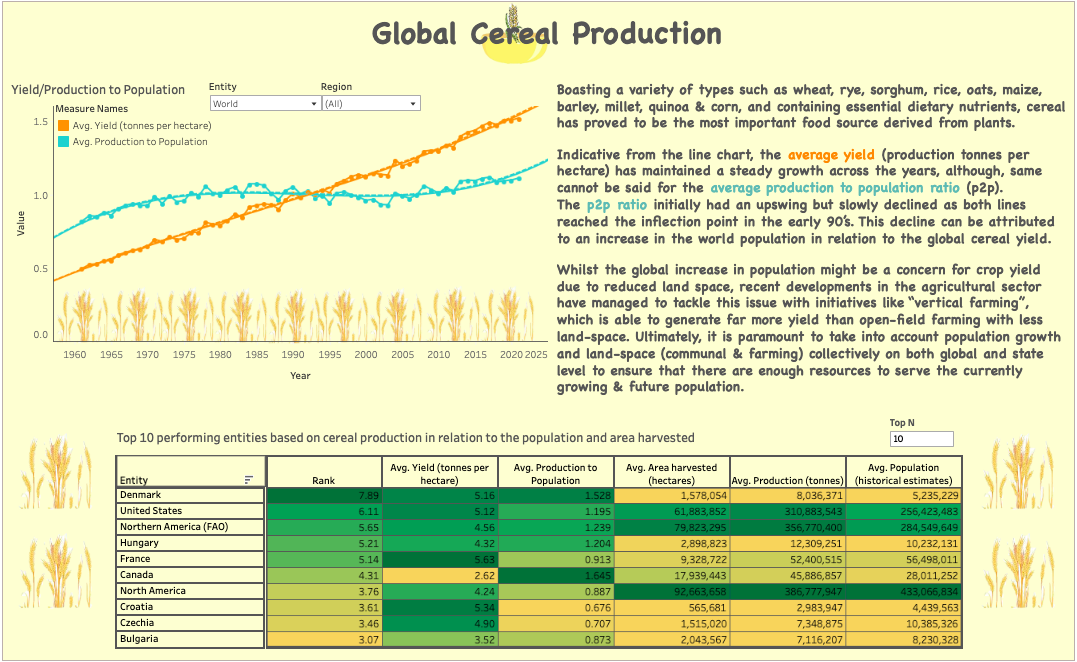 Global Cereal Production
Yield/Production to Population
Entity
Region
World
(All)
Measure Names
Avg. Yield (tonnes per hectare)
Avg. Production to Population
1.5
1.0
0.5
0.0
Value
1960 1965 1970 1975 1980 1985 1990 1995 2000 2005 2010 2015 2020 2025
Year
Boasting a variety of types such as wheat, rye, sorghum, rice, oats, maize,
barley, millet, quinoa & corn, and containing essential dietary nutrients, cereal
has proved to be the most important food source derived from plants.
Indicative from the line chart, the average yield (production tonnes per
hectare) has maintained a steady growth across the years, although, same
cannot be said for the average production to population ratio (p2p).
The p2p ratio initially had an upswing but slowly declined as both lines
reached the inflection point in the early 90's. This decline can be attributed
to an increase in the world population in relation to the global cereal yield.
Whilst the global increase in population might be a concern for crop yield
due to reduced land space, recent developments in the agricultural sector
have managed to tackle this issue with initiatives like "vertical farming",
which is able to generate far more yield than open-field farming with less
land-space. Ultimately, it is paramount to take into account population growth
and land-space (communal & farming) collectively on both global and state
level to ensure that there are enough resources to serve the currently
growing & future population.
Top N
10
Top 10 performing entities based on cereal production in relation to the population and area harvested
Entity Rank Avg. Yield (tonnes per hectare) Avg. Production to Population Avg. Area harvested (hectares) Avg. Production (tonnes) Avg. Population (historical estimates)
Denmark 7.89 5.16 1.528 1,578,054 8,036,371 5,235,229
United States 6.11 5.12 1.195 61,883,852 310,883,543 256,423,483
Northern America (FAO) 5.65 4.56 1.239 79,823,295 356,770,400 284,549,649
Hungary 5.21 4.32 1.204 2,898,823 12,309,251 10,232,131
France 5.14 5.63 0.913 9,328,722 52,400,515 56,498,011
Canada 4.31 2.62 1.645 17,939,443 45,886,857 28,011,252
North America 3.76 4.24 0.887 92,663,658 386,777,947 433,066,834
Croatia 3.61 5.34 0.676 565,681 2,983,947 4,439,563
Czechia 3.46 4.90 0.707 1,515,020 7,348,875 10,385,326
Bulgaria 3.07 3.52 0.873 2,043,567 7,116,207 8,230,328